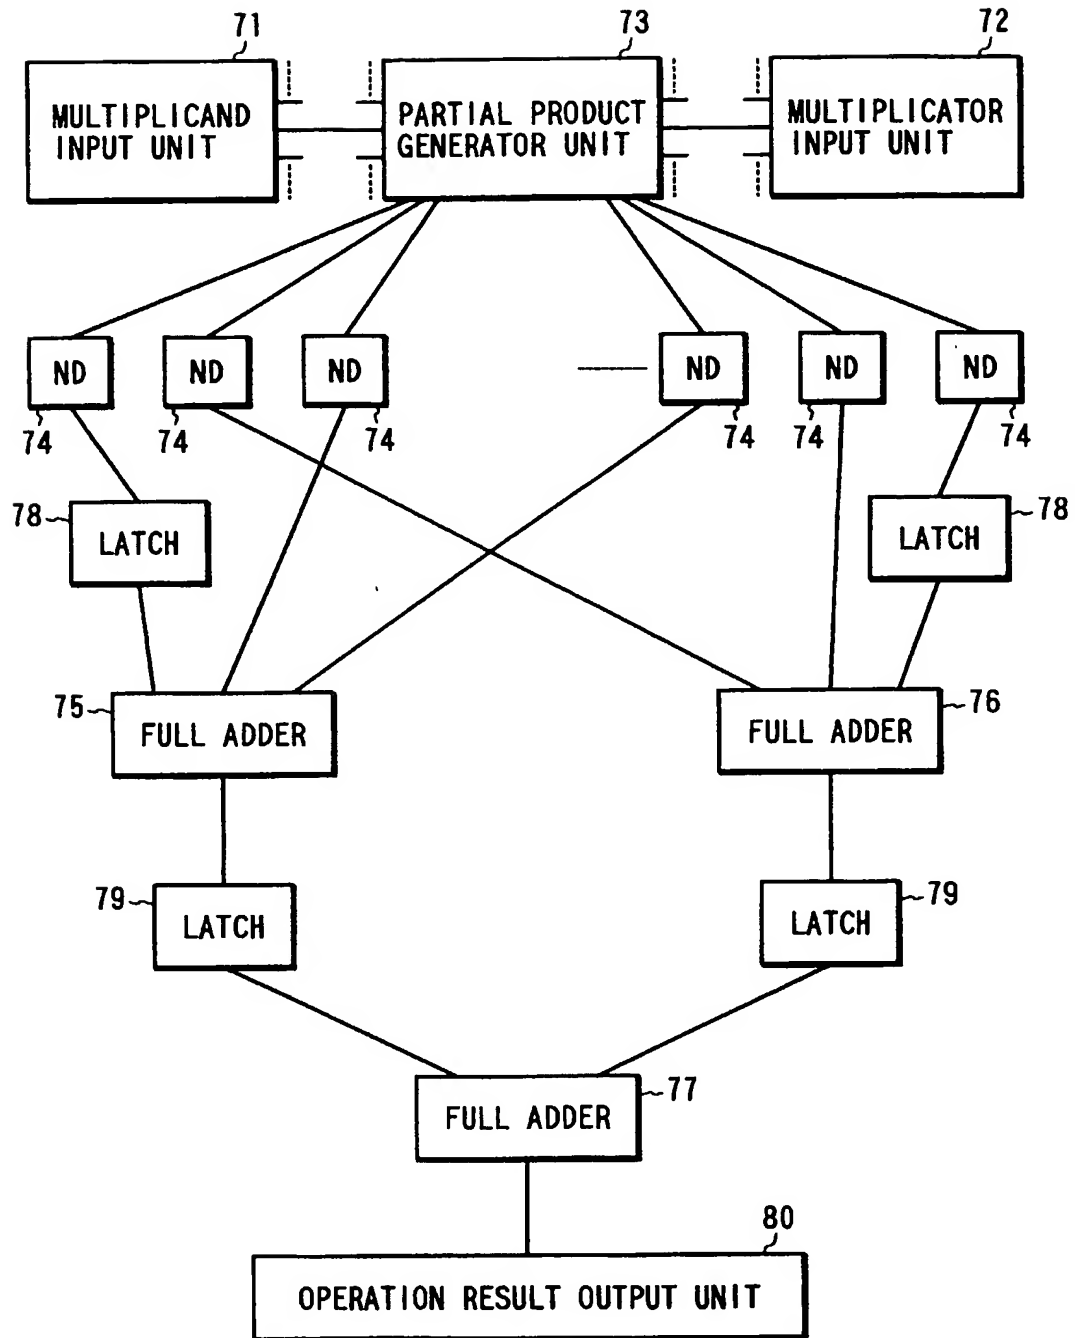 71
73
72
MULTIPLICAND
INPUT UNIT
PARTIAL PRODUCT
GENERATOR UNIT
MULTIPLICATOR
INPUT UNIT
ND
ND
ND
ND
ND
ND
74
74
74
74
74
74
78
LATCH
LATCH
78
75
FULL ADDER
FULL ADDER
76
79
LATCH
LATCH
79
FULL ADDER
77
80
OPERATION RESULT OUTPUT UNIT